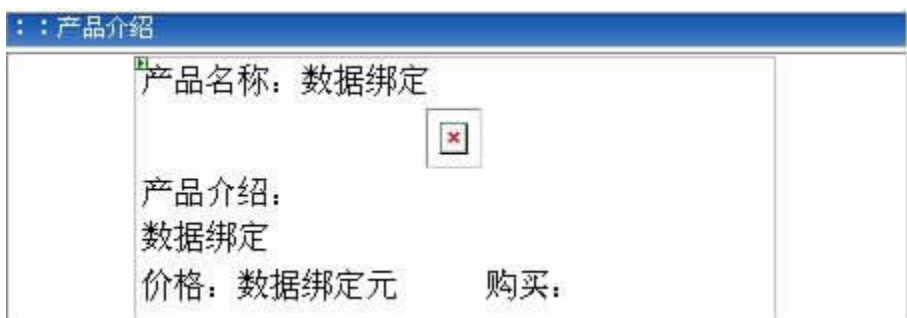 ：：产品介绍
产品名称：数据绑定
产品介绍：
数据绑定
价格：数据绑定元 购买：